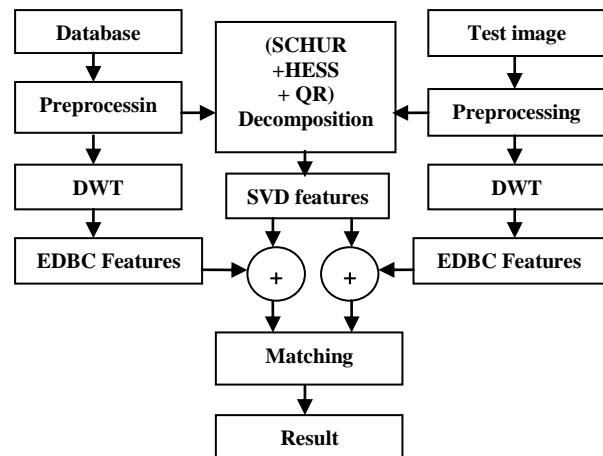 Database
(SCHUR
+HESS
+ QR)
Decomposition
Test image
Preprocessin
Preprocessing
DWT
SVD features
DWT
EDBC Features
+
+
EDBC Features
Matching
Result